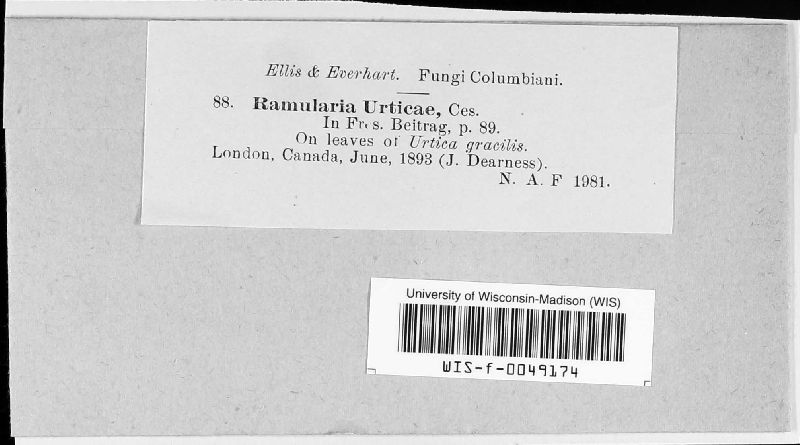 Ellis & Everhart. Fungi Columbiani.
88. Ramularia Urticae, Ces.
In Fres. Beitrag, p. 89.
On leaves of Urtica gracilis.
London, Canada, June, 1893 (J. Dearness).
N. A. F 1981.
University of Wisconsin-Madison (WIS)
WIS-f-0049174